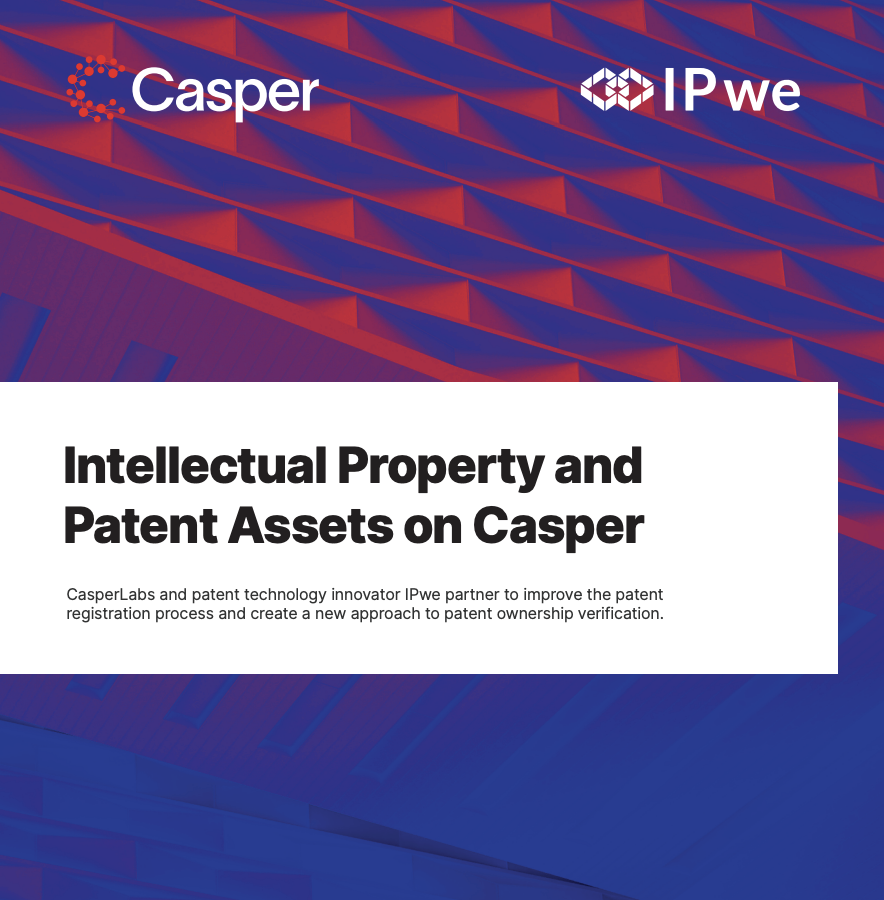 Casper
IPwe
Intellectual Property and
Patent Assets on Casper
CasperLabs and patent technology innovator IPwe partner to improve the patent
registration process and create a new approach to patent ownership verification.